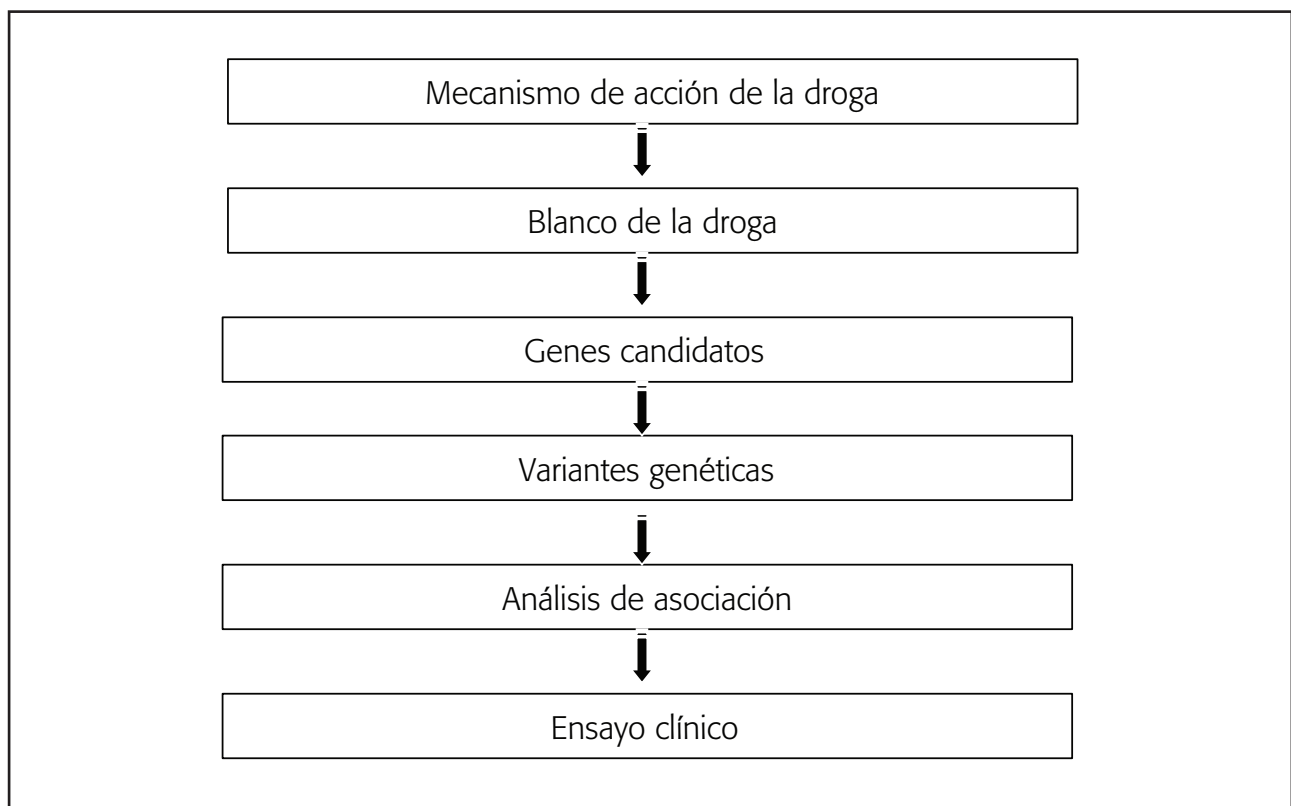 Mecanismo de acción de la droga
Blanco de la droga
Genes candidatos
Variantes genéticas
Análisis de asociación
Ensayo clínico